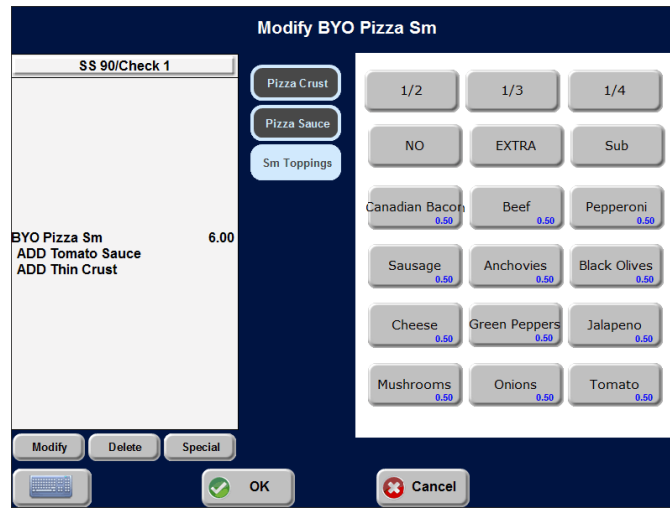 Modify BYO Pizza Sm
SS 90/Check 1
BYO Pizza Sm 6.00
ADD Tomato Sauce
ADD Thin Crust
Pizza Crust
Pizza Sauce
Sm Toppings
1/2 1/3 1/4
NO EXTRA Sub
Canadian Bacon Beef Pepperoni
0.50 0.50 0.50
Sausage Anchovies Black Olives
0.50 0.50 0.50
Cheese Green Peppers Jalapeno
0.50 0.50 0.50
Mushrooms Onions Tomato
0.50 0.50 0.50
Modify Delete Special
OK Cancel